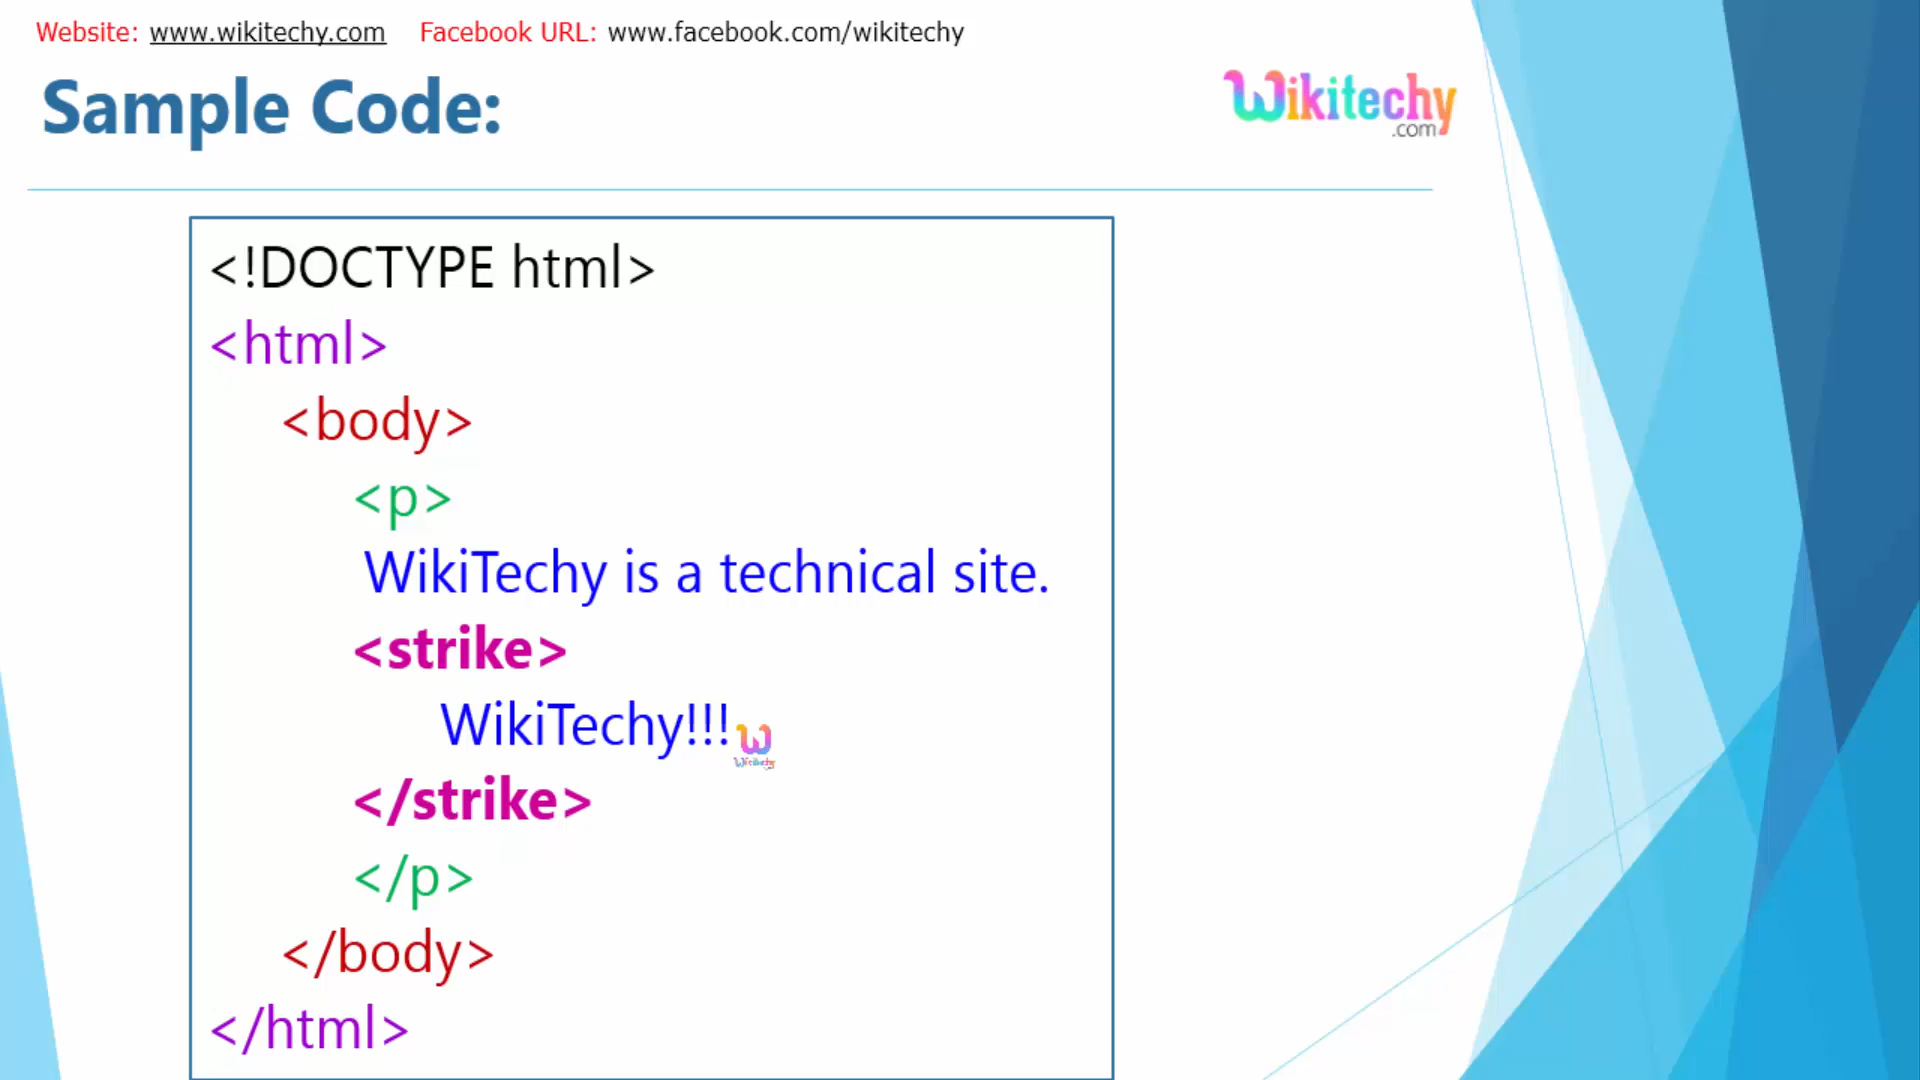 Website: www.wikitechy.com Facebook URL: www.facebook.com/wikitechy
Sample Code:
Wikitechy
.com
<!DOCTYPE html>
<html>
<body>
<p>
WikiTechy is a technical site.
<strike>
WikiTechy!!!
W
Wikitechy
</strike>
</p>
</body>
</html>